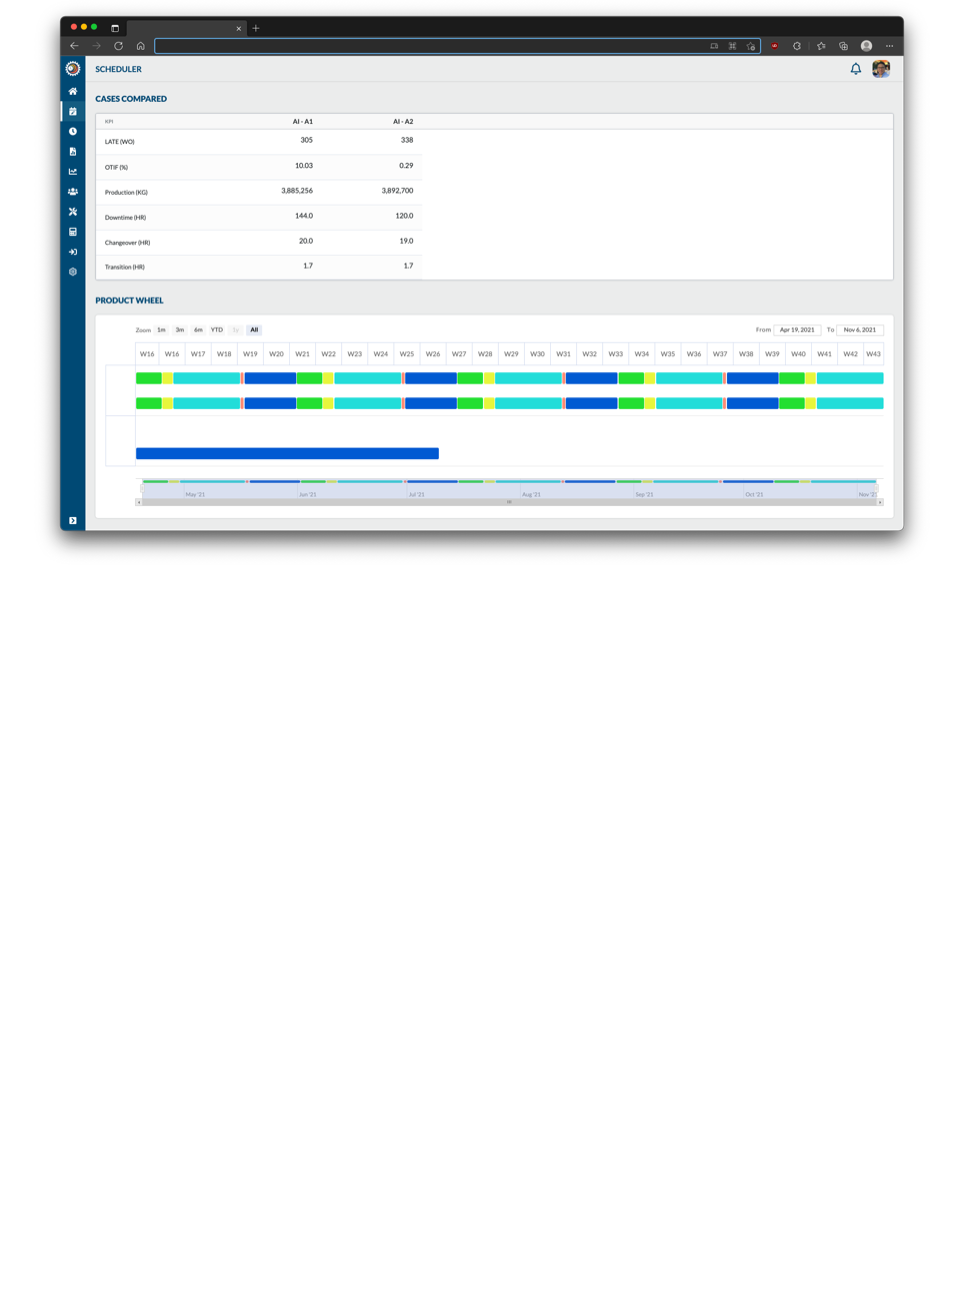 SCHEDULER
CASES COMPARED
KPI AI - A1 AI - A2
LATE (WO) 305 338
OTIF (%) 10.03 0.29
Production (KG) 3,885,256 3,892,700
Downtime (HR) 144.0 120.0
Changeover (HR) 20.0 19.0
Transition (HR) 1.7 1.7
PRODUCT WHEEL
Zoom 1m 3m 6m YTD 1y All From Apr 19, 2021 To Nov 6, 2021
W16 W16 W17 W18 W19 W20 W21 W22 W23 W24 W25 W26 W27 W28 W29 W30 W31 W32 W33 W34 W35 W36 W37 W38 W39 W40 W41 W42 W43
May '21 Jun '21 Jul '21 Aug '21 Sep '21 Oct '21 Nov '21